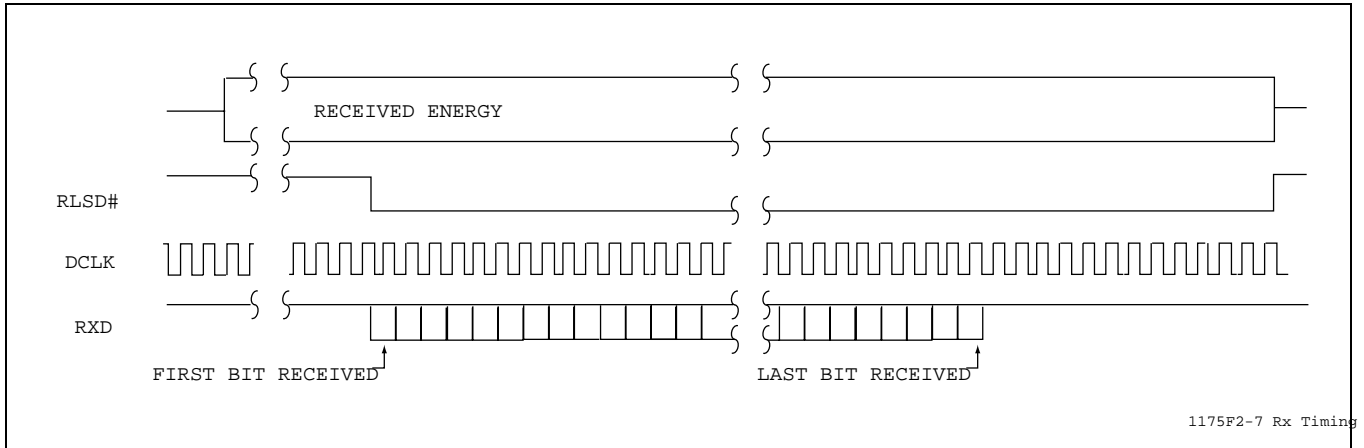 RECEIVED ENERGY
RLSD#
DCLK
RXD
FIRST BIT RECEIVED
LAST BIT RECEIVED
1175F2-7 Rx Timing